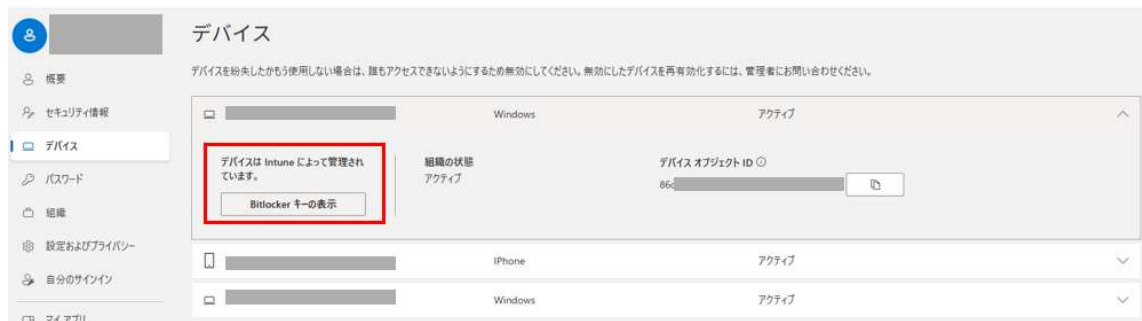 デバイス
デバイスを紛失したかもう使用しない場合は、誰もアクセスできないようにするため無効にしてください。無効にしたデバイスを再有効化するには、管理者にお問い合わせください。
概要
セキュリティ情報
デバイス
パスワード
組織
設定およびプライバシー
自分のサインイン
マイ アプリ
Windows
アクティブ
デバイスは Intune によって管理され
ています。
Bitlocker キーの表示
組織の状態
アクティブ
デバイス オブジェクト ID
86c
IPhone
アクティブ
Windows
アクティブ